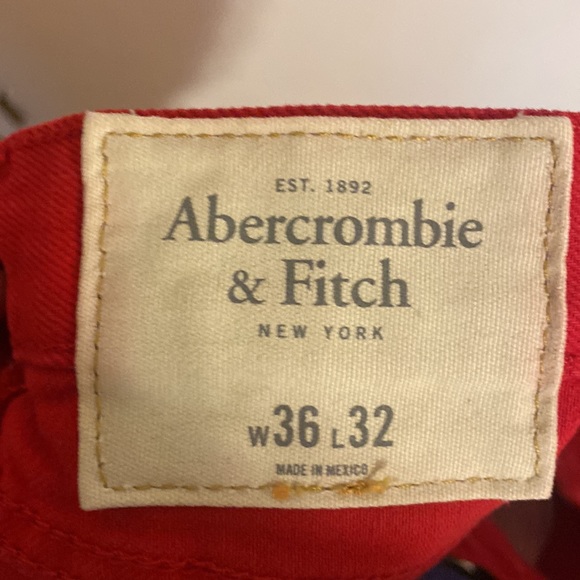 EST. 1892
Abercrombie
& Fitch
NEW YORK
W36 L32
MADE IN MEXICO